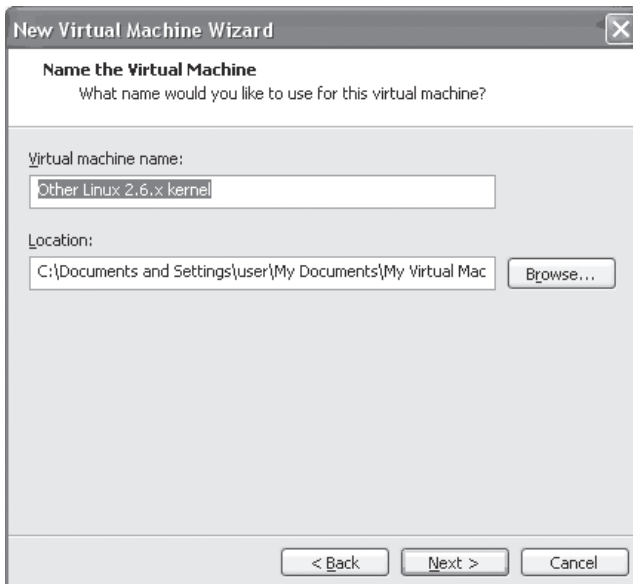 New Virtual Machine Wizard
Name the Virtual Machine
What name would you like to use for this virtual machine?
Virtual machine name:
Other Linux 2.6.x kernel
Location:
C:\Documents and Settings\user\My Documents\My Virtual Mac
Browse...
< Back
Next >
Cancel